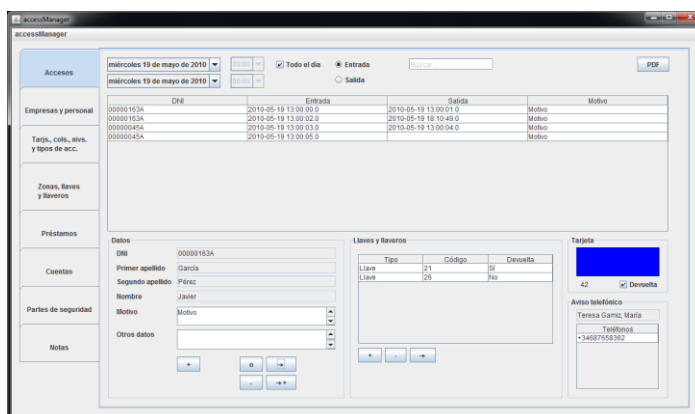 accessManager
accessManager
Accesos
Empresas y personal
Tarjs., cols., nivs.
y tipos de acc.
Zonas, llaves
y llaveros
Préstamos
Cuentas
Partes de seguridad
Notas
miércoles 19 de mayo de 2010 00:00 Todo el día Entrada Buscar... PDF
miércoles 19 de mayo de 2010 00:00 Salida
DNI Entrada Salida Motivo
00000163A 2010-05-19 13:00:00.0 2010-05-19 13:00:01.0 Motivo
00000163A 2010-05-19 13:00:02.0 2010-05-19 18:10:49.0 Motivo
00000045A 2010-05-19 13:00:03.0 2010-05-19 13:00:04.0 Motivo
00000045A 2010-05-19 13:00:05.0 Motivo
Datos
DNI 00000163A
Primer apellido García
Segundo apellido Pérez
Nombre Javier
Motivo Motivo
Otros datos
+ o
-
Llaves y llaveros
Tipo Código Devuelta
Llave 21 Sí
Llave 26 No
+ -
Tarjeta
42 Devuelta
Aviso telefónico
Teresa Gamiz, María
Teléfonos
+34687658362